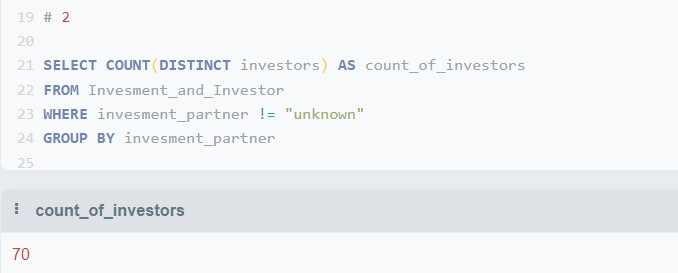 19 # 2
20
21 SELECT COUNT(DISTINCT investors) AS count_of_investors
22 FROM Invesment_and_Investor
23 WHERE invesment_partner != "unknown"
24 GROUP BY invesment_partner
25
count_of_investors
70